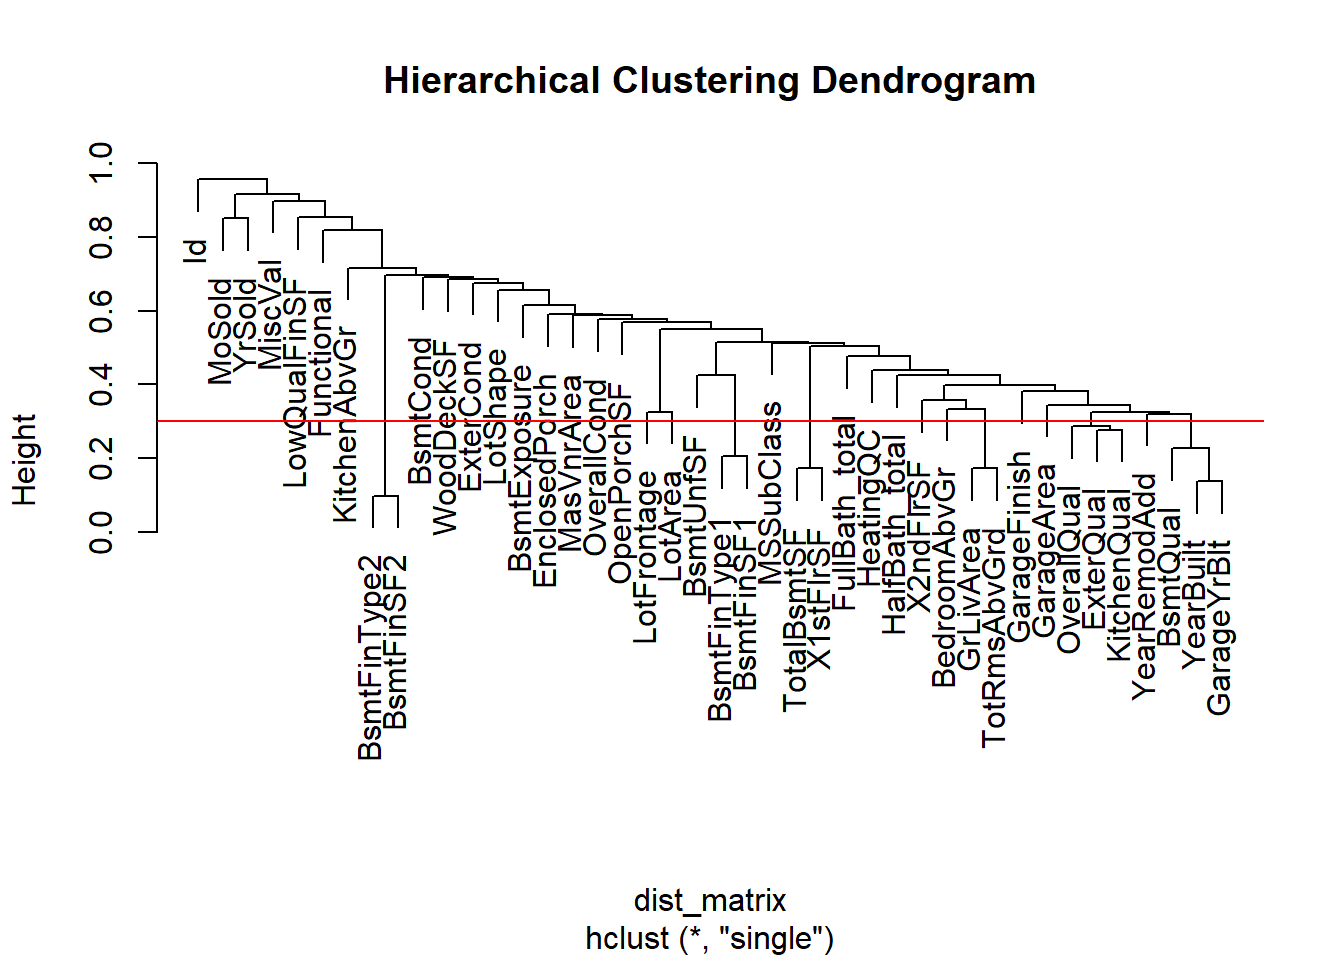 Hierarchical Clustering Dendrogram
Height
1.0
0.8
0.6
0.4
0.2
0.0
Id
MoSold
YrSold
MiscVal
LowQualFinSF
Functional
KitchenAbvGr
BsmtFinType2
BsmtFinSF2
BsmtCond
WoodDeckSF
ExterCond
LotShape
BsmtExposure
EnclosedPorch
MasVnrArea
OverallCond
OpenPorchSF
LotFrontage
LotArea
BsmtUnfSF
BsmtFinType1
BsmtFinSF1
MSSubClass
TotalBsmtSF
X1stFlrSF
FullBath_total
HeatingQC
HalfBath_total
X2ndFlrSF
BedroomAbvGr
GrLivArea
TotRmsAbvGrd
GarageFinish
GarageArea
OverallQual
ExterQual
KitchenQual
YearRemodAdd
BsmtQual
YearBuilt
GarageYrBlt
dist_matrix
hclust (*, "single")